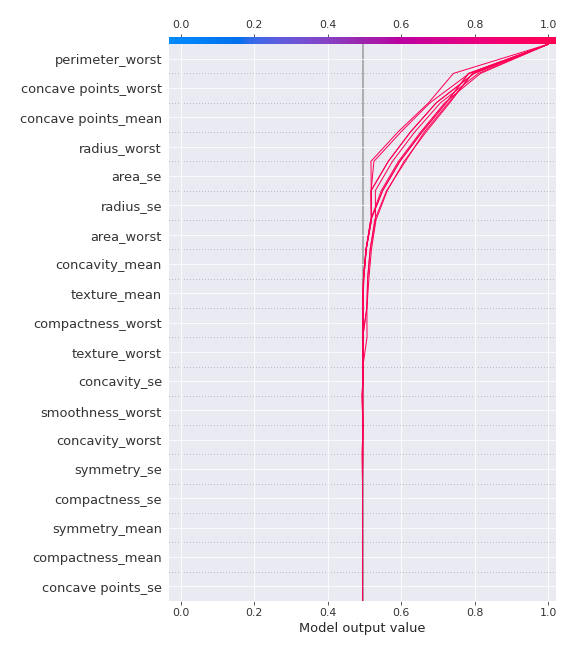 0.0 0.2 0.4 0.6 0.8 1.0
perimeter_worst
concave points_worst
concave points_mean
radius_worst
area_se
radius_se
area_worst
concavity_mean
texture_mean
compactness_worst
texture_worst
concavity_se
smoothness_worst
concavity_worst
symmetry_se
compactness_se
symmetry_mean
compactness_mean
concave points_se
0.0 0.2 0.4 0.6 0.8 1.0
Model output value